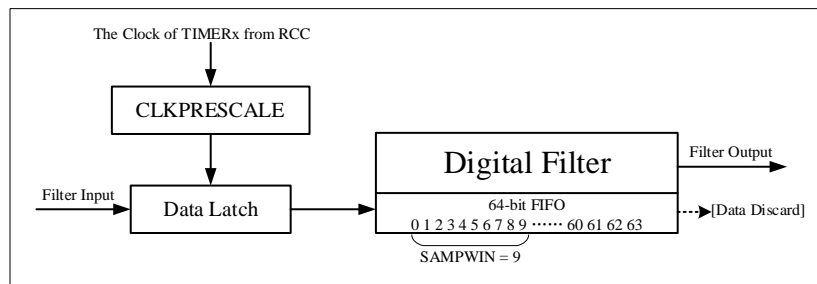 The Clock of TIMERx from RCC
CLKPRESCALE
Digital Filter
Filter Output
Filter Input
Data Latch
64-bit FIFO
[Data Discard]
0 1 2 3 4 5 6 7 8 9 ······ 60 61 62 63
SAMPWIN = 9